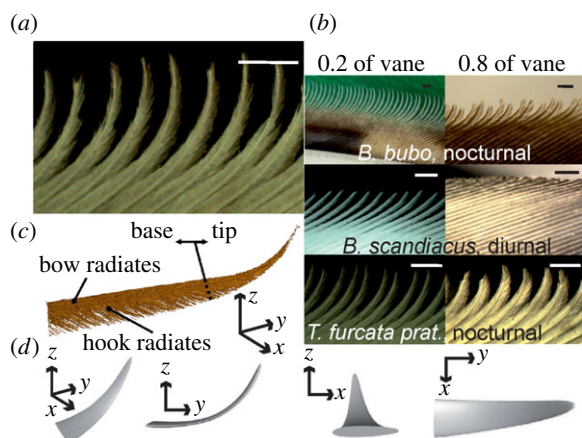 (a)
(b)
0.2 of vane 0.8 of vane
B. bubo, nocturnal
B. scandiacus, diurnal
T. furcata prat., nocturnal
(c)
base tip
bow radiates
hook radiates
z
y
x
(d)
z
y
x
z
y
z
x
y
x